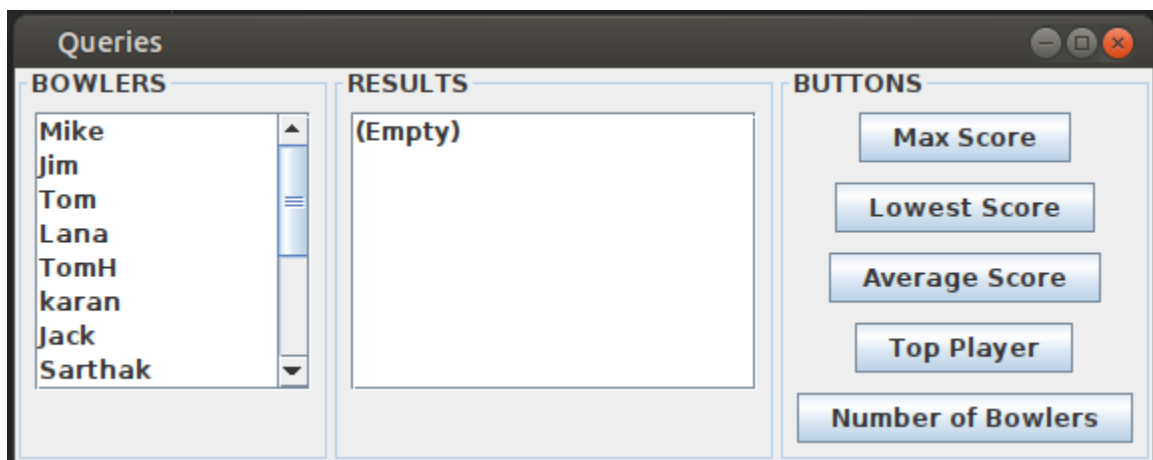 Queries
BOWLERS
Mike
Jim
Tom
Lana
TomH
karan
Jack
Sarthak
RESULTS
(Empty)
BUTTONS
Max Score
Lowest Score
Average Score
Top Player
Number of Bowlers